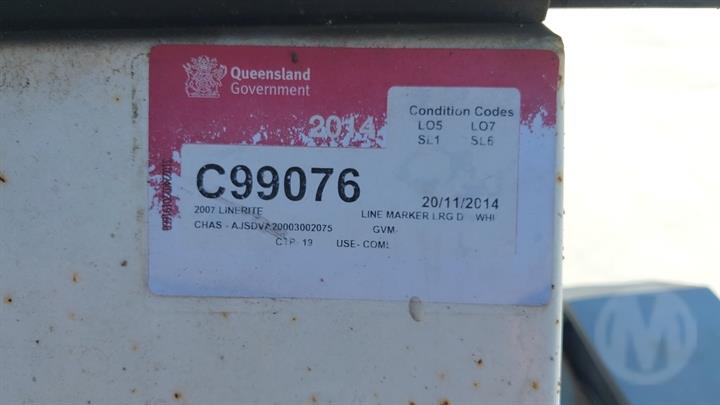 Queensland
Government
2014
Condition Codes
LO5 LO7
SL1 SL6
C99076
20/11/2014
2007 LINERITE LINE MARKER LRG D WHI
CHAS - AJSDVA20003002075 GVM-
CTP- 19 USE- COML
M